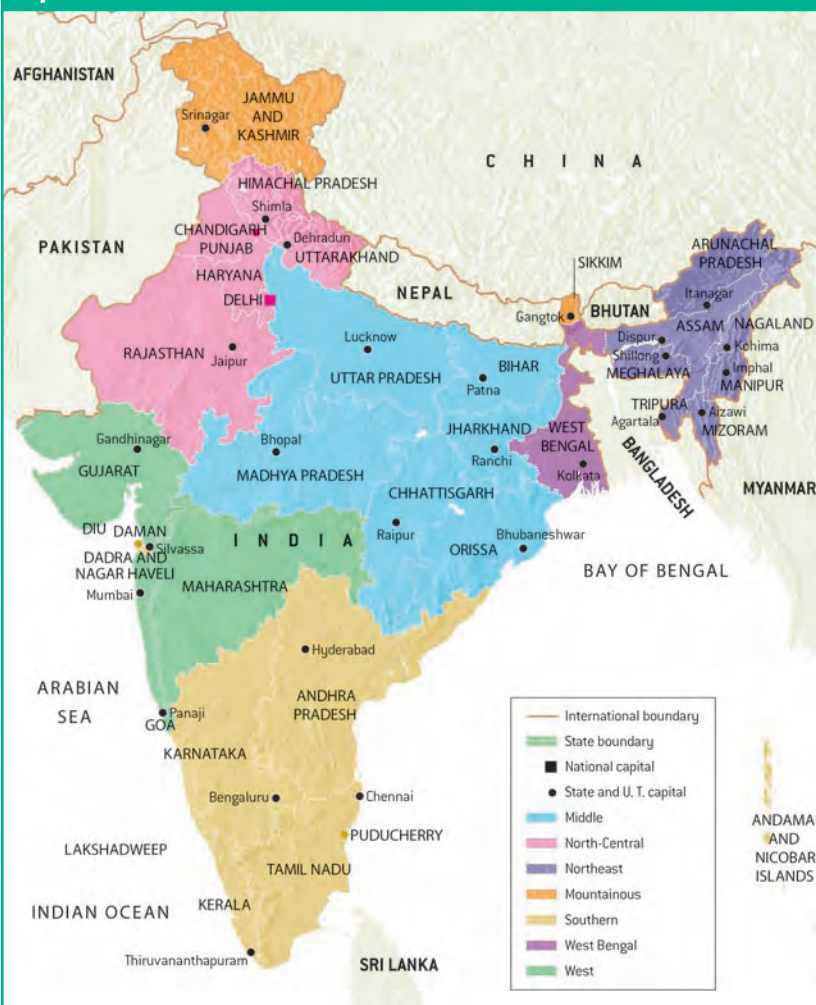 AFGHANISTAN
JAMMU
AND
KASHMIR
Srinagar
C H I N A
HIMACHAL PRADESH
Shimla
CHANDIGARH
PUNJAB
Dehradun
UTTARAKHAND
PAKISTAN
HARYANA
DELHI
NEPAL
SIKKIM
Gangtok
BHUTAN
ARUNACHAL
PRADESH
Itanagar
ASSAM
NAGALAND
Dispur
Kohima
Shillong
MEGHALAYA
Imphal
MANIPUR
TRIPURA
Agartala
Aizawi
MIZORAM
RAJASTHAN
Jaipur
Lucknow
UTTAR PRADESH
BIHAR
Patna
JHARKHAND
Ranchi
WEST
BENGAL
Kolkata
BANGLADESH
MYANMAR
Gandhinagar
GUJARAT
Bhopal
MADHYA PRADESH
CHHATTISGARH
Raipur
Bhubaneshwar
ORISSA
DIU DAMAN
Silvassa
DADRA AND
NAGAR HAVELI
I N D I A
MAHARASHTRA
Mumbai
BAY OF BENGAL
Hyderabad
ARABIAN
SEA
ANDHRA
PRADESH
Panaji
GOA
KARNATAKA
Bengaluru
Chennai
PUDUCHERRY
LAKSHADWEEP
TAMIL NADU
KERALA
INDIAN OCEAN
Thiruvananthapuram
SRI LANKA
International boundary
State boundary
National capital
State and U. T. capital
Middle
North-Central
Northeast
Mountainous
Southern
West Bengal
West
ANDAMA
AND
NICOBAR
ISLANDS